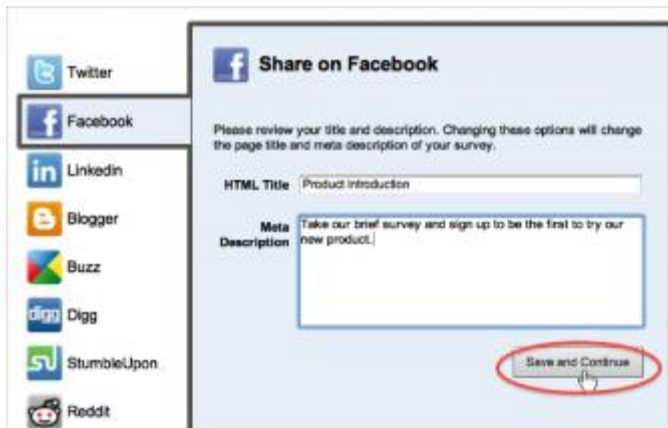 Twitter
Facebook
Linkedin
Blogger
Buzz
digg Digg
StumbleUpon
Reddit
Share on Facebook
Please review your title and description. Changing these options will change
the page title and meta description of your survey.
HTML Title Product Introduction
Meta Description
Take our brief survey and sign up to be the first to try our
new product.
Save and Continue